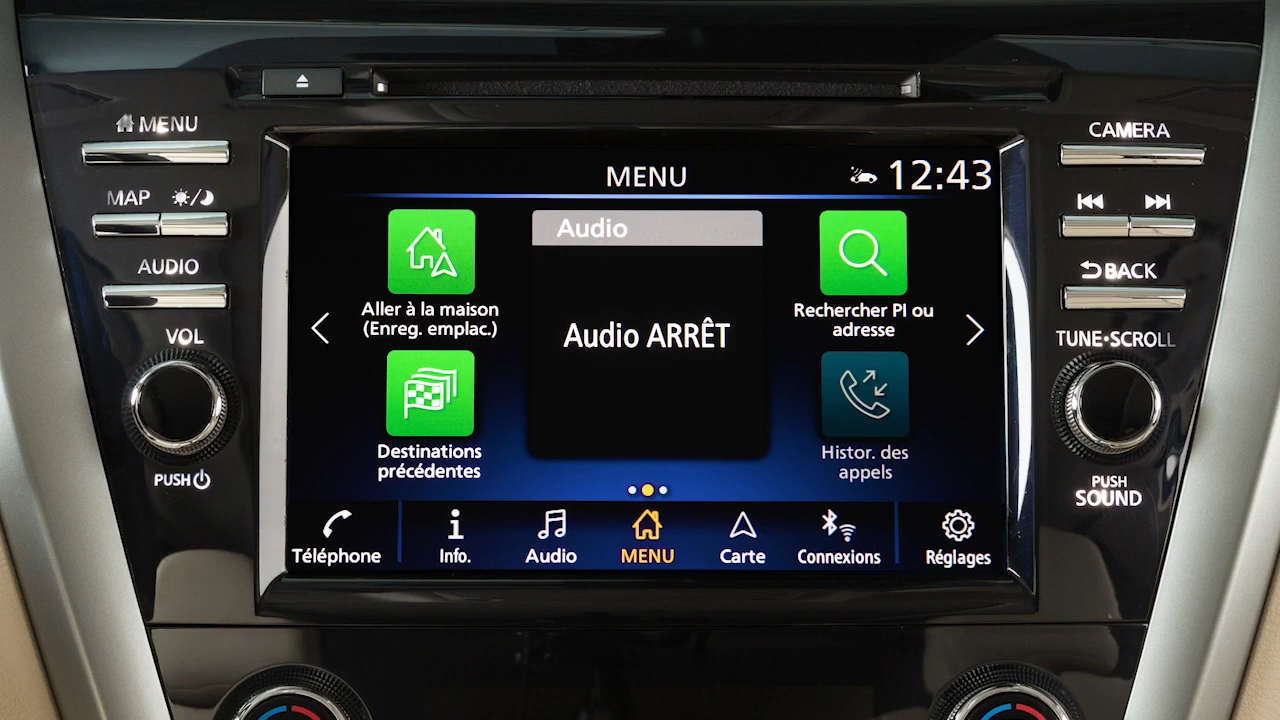 MENU
MAP
AUDIO
VOL
PUSH
MENU
12:43
Aller à la maison
(Enreg. emplac.)
Destinations
précédentes
Audio
Audio ARRÊT
Rechercher PI ou
adresse
Histor. des
appels
Téléphone
Info.
Audio
MENU
Carte
Connexions
Réglages
CAMERA
BACK
TUNE•SCROLL
PUSH
SOUND